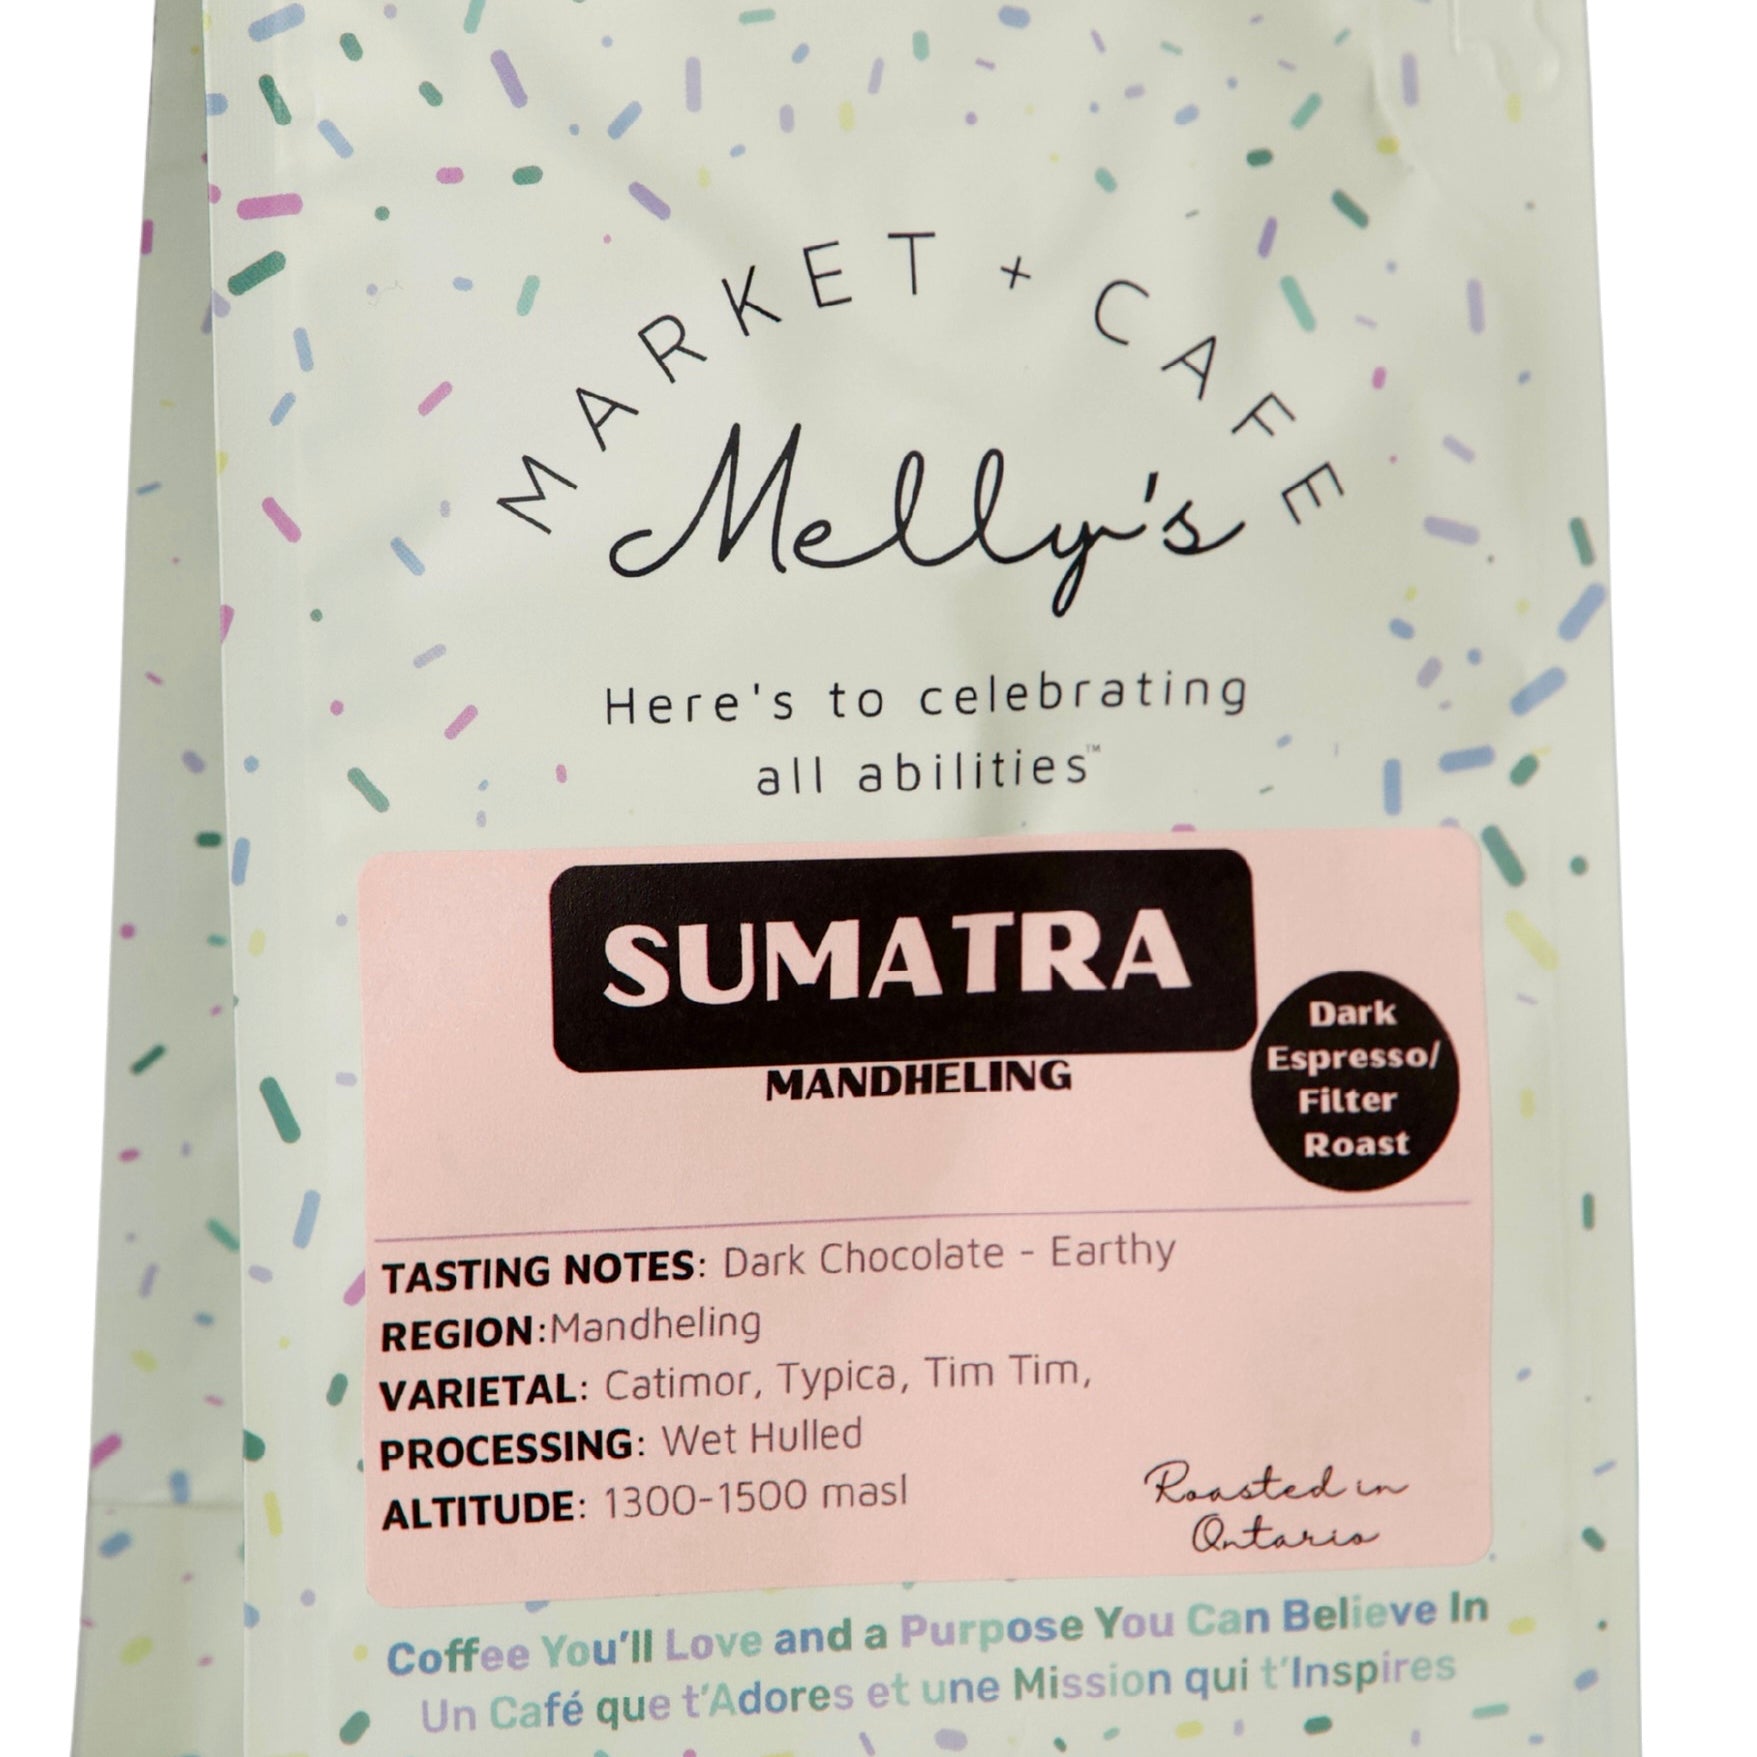 MARKET + CAFE
Melly's
Here's to celebrating
all abilities™
SUMATRA
MANDHELING
Dark
Espresso/
Filter
Roast
TASTING NOTES: Dark Chocolate - Earthy
REGION:Mandheling
VARIETAL: Catimor, Typica, Tim Tim,
PROCESSING: Wet Hulled
ALTITUDE: 1300-1500 masl
Roasted in
Ontario
Coffee You'll Love and a Purpose You Can Believe In
Un Café que t'Adores et une Mission qui t'Inspires